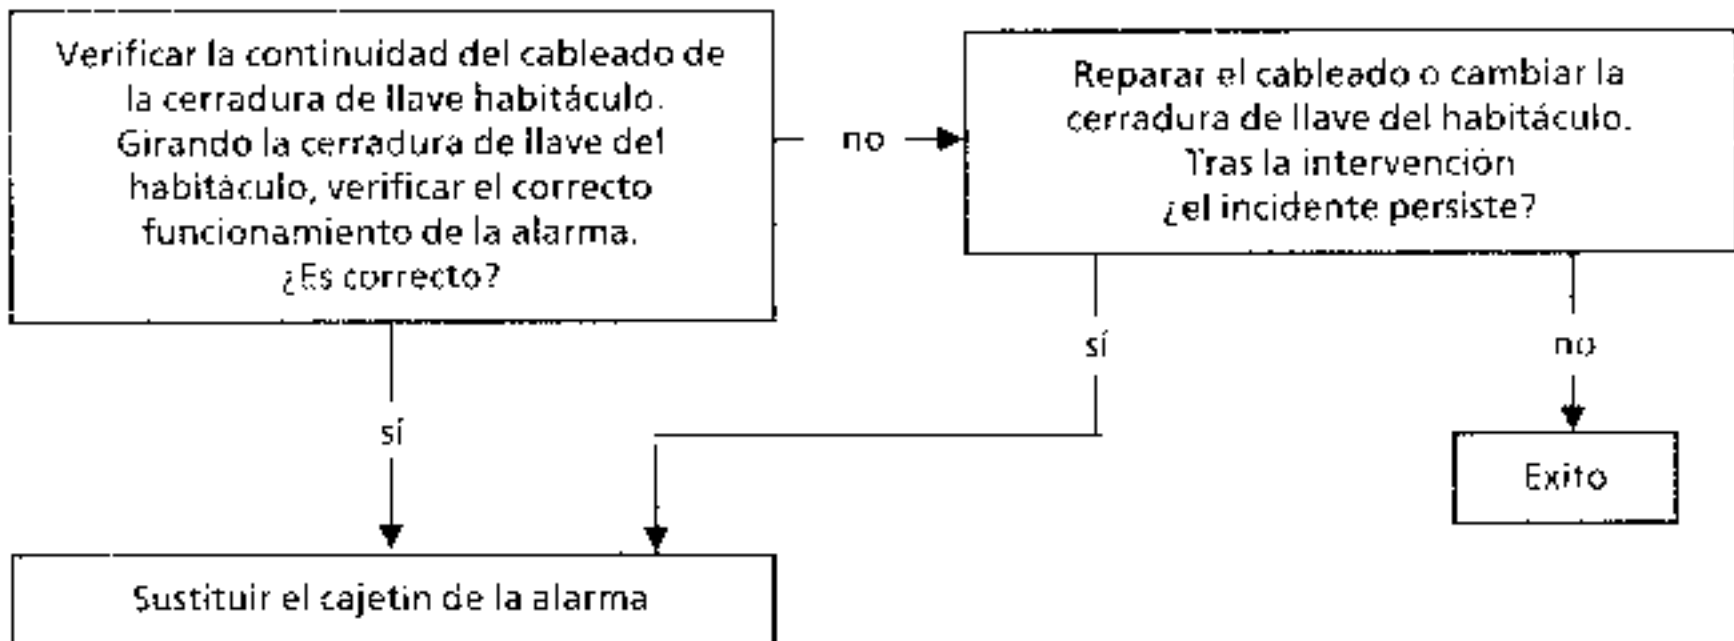 Verificar la continuidad del cableado de
la cerradura de llave habitáculo.
Girando la cerradura de llave del
habitáculo, verificar el correcto
funcionamiento de la alarma.
¿Es correcto?
no
Reparar el cableado o cambiar la
cerradura de llave del habitáculo.
Tras la intervención
¿el incidente persiste?
sí
no
sí
Exito
Sustituir el cajetin de la alarma